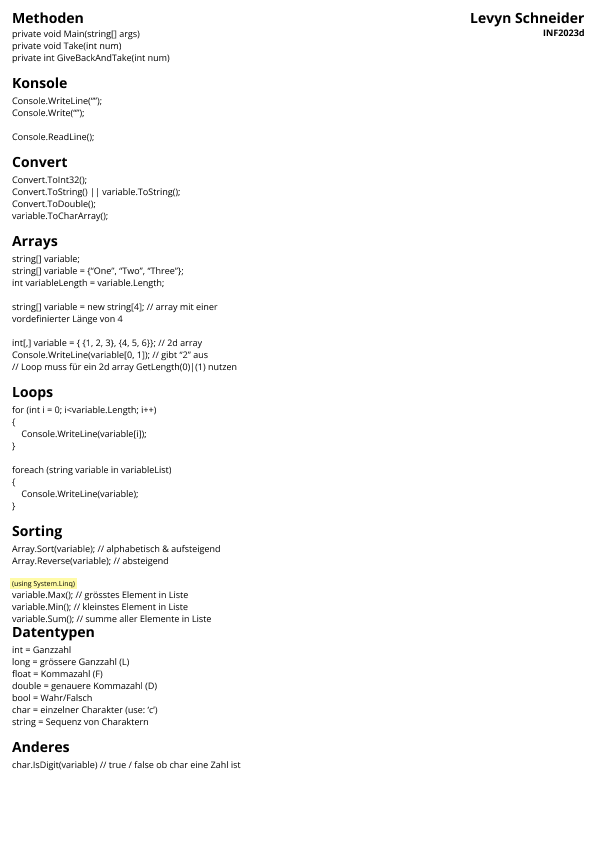 Methoden
Levyn Schneider
INF2023d
private void Main(string[] args)
private void Take(int num)
private int GiveBackAndTake(int num)
Konsole
Console.WriteLine(“”);
Console.Write(“”);
Console.ReadLine();
Convert
Convert.ToInt32();
Convert.ToString() || variable.ToString();
Convert.ToDouble();
variable.ToCharArray();
Arrays
string[] variable;
string[] variable = {“One”, “Two”, “Three”};
int variableLength = variable.Length;
string[] variable = new string[4]; // array mit einer
vordefinierter Länge von 4
int[,] variable = { {1, 2, 3}, {4, 5, 6}}; // 2d array
Console.WriteLine(variable[0, 1]); // gibt “2” aus
// Loop muss für ein 2d array GetLength(0)|(1) nutzen
Loops
for (int i = 0; i<variable.Length; i++)
{
Console.WriteLine(variable[i]);
}
foreach (string variable in variableList)
{
Console.WriteLine(variable);
}
Sorting
Array.Sort(variable); // alphabetisch & aufsteigend
Array.Reverse(variable); // absteigend
(using System.Linq)
variable.Max(); // grösstes Element in Liste
variable.Min(); // kleinstes Element in Liste
variable.Sum(); // summe aller Elemente in Liste
Datentypen
int = Ganzzahl
long = grössere Ganzzahl (L)
float = Kommazahl (F)
double = genauere Kommazahl (D)
bool = Wahr/Falsch
char = einzelner Charakter (use: ‘c’)
string = Sequenz von Charaktern
Anderes
char.IsDigit(variable) // true / false ob char eine Zahl ist